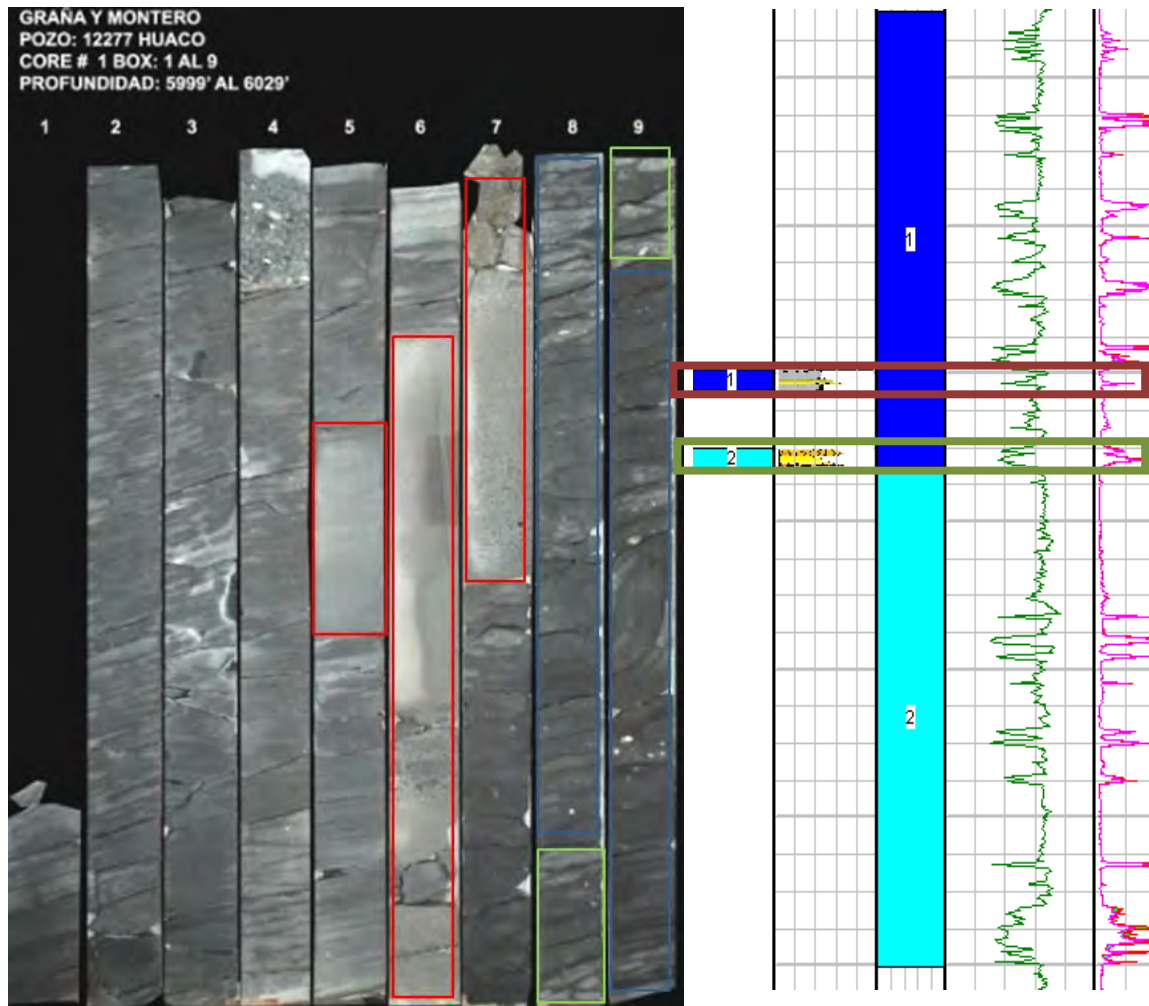 GRAÑA Y MONTERO
POZO: 12277 HUACO
CORE # 1 BOX: 1 AL 9
PROFUNDIDAD: 5999' AL 6029'
1 2 3 4 5 6 7 8 9
1
1
2
2